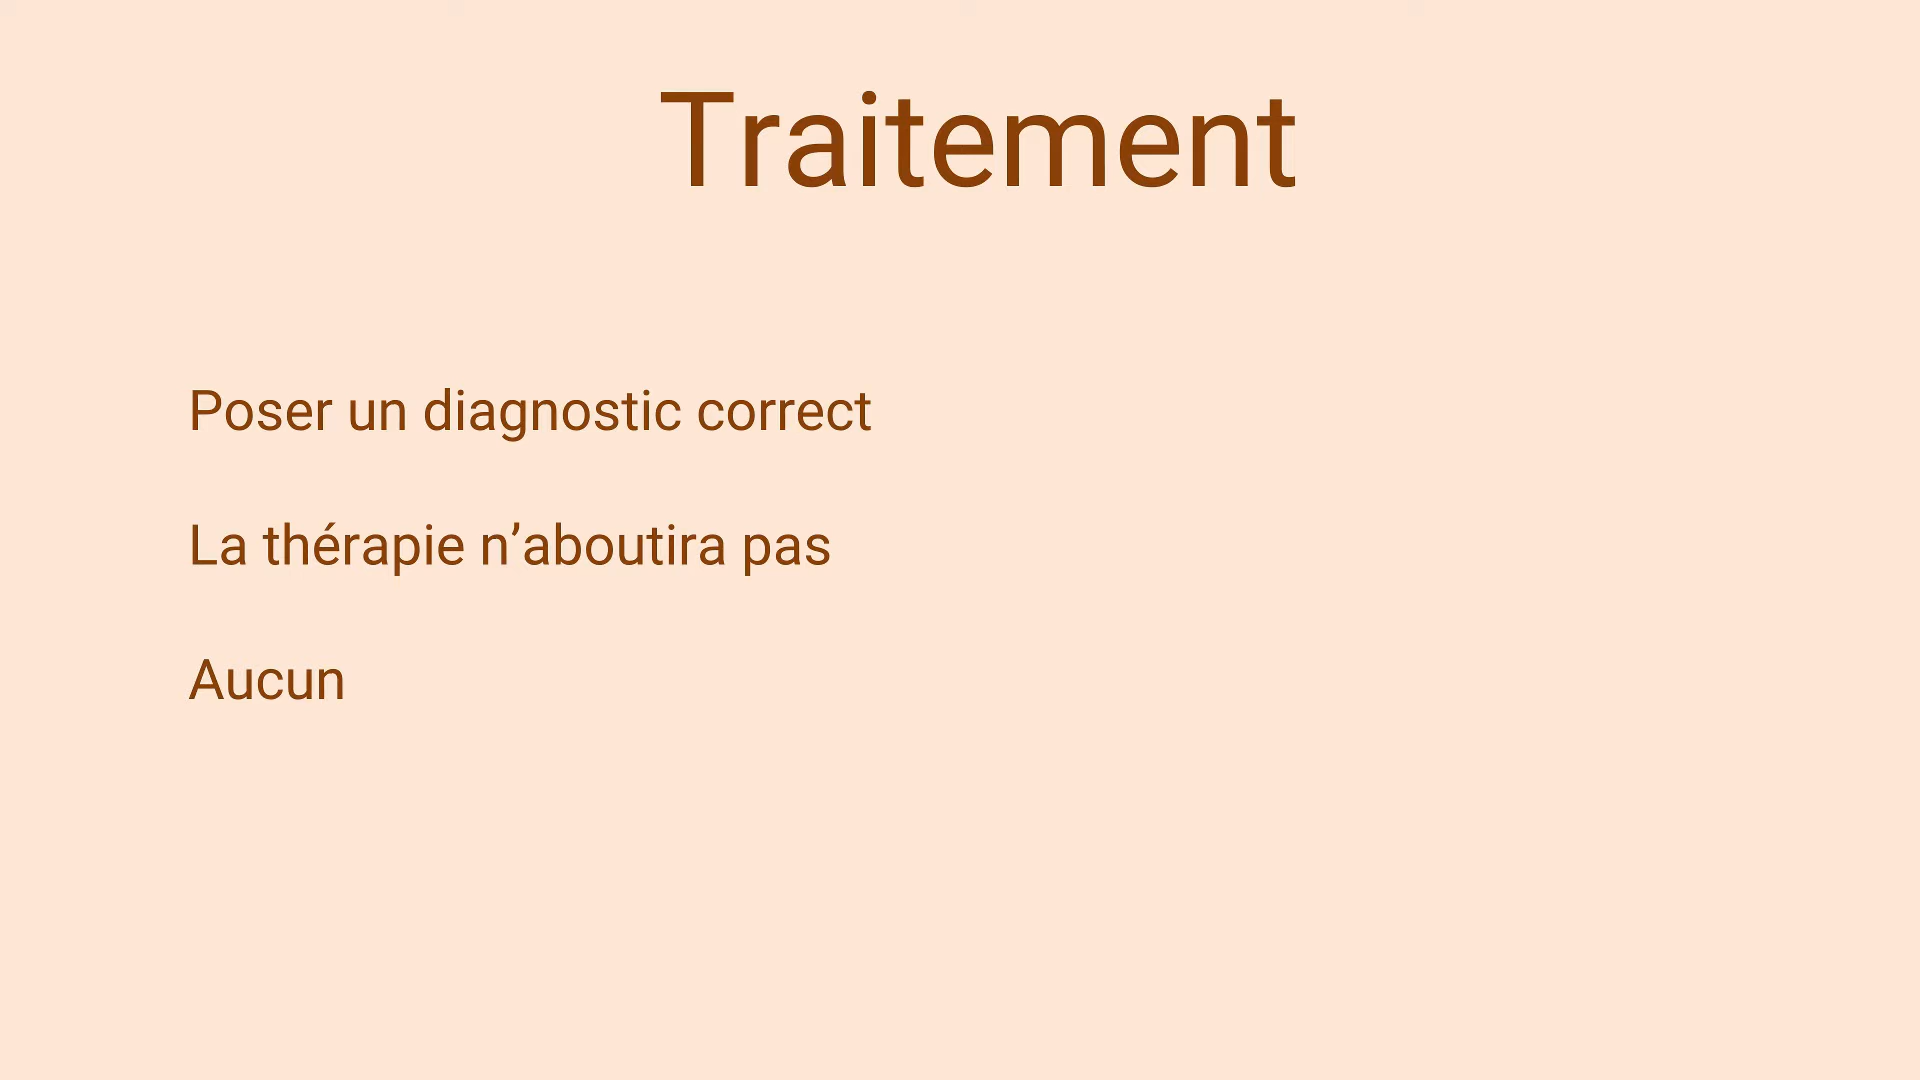 Traitement
Poser un diagnostic correct
La thérapie n’aboutira pas
Aucun